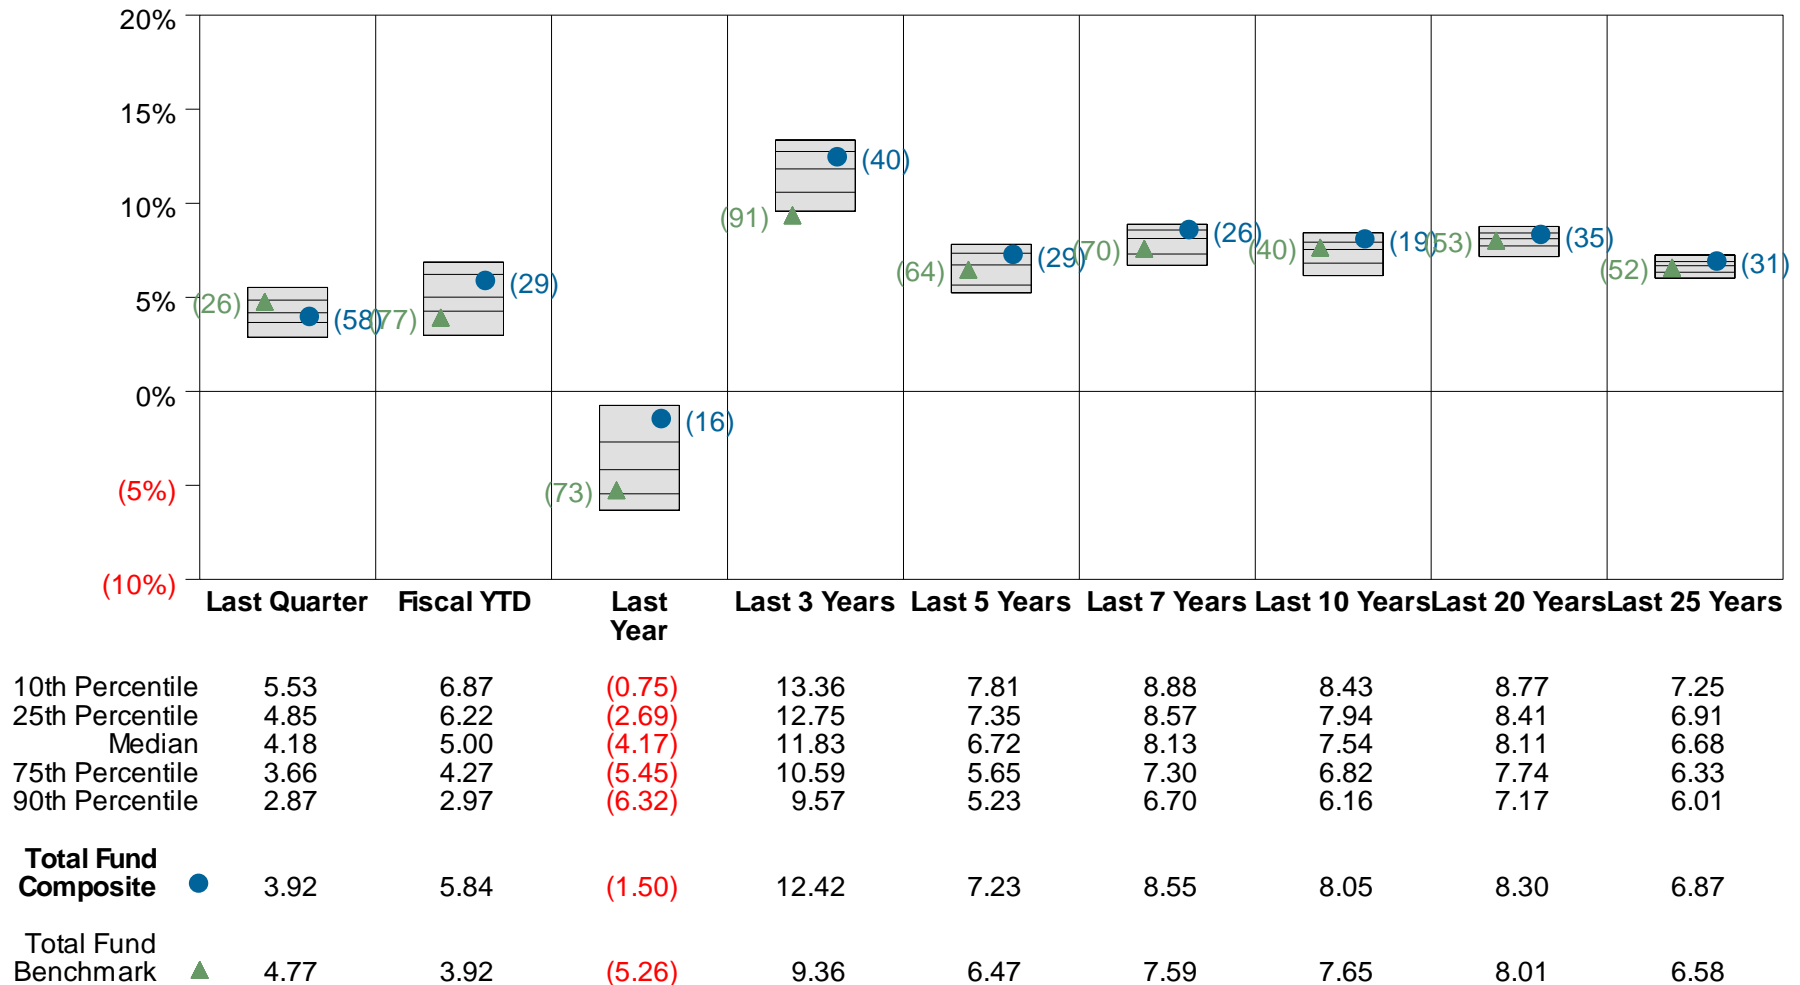 20%
15%
10%
5%
0%
(5%)
(10%)
(26)
(58)
(77)
(29)
(73)
(16)
(91)
(40)
(64)
(29)
(70)
(26)
(40)
(19)
(53)
(35)
(52)
(31)
Last Quarter Fiscal YTD Last Year Last 3 Years Last 5 Years Last 7 Years Last 10 Years Last 20 Years Last 25 Years
10th Percentile 5.53 6.87 (0.75) 13.36 7.81 8.88 8.43 8.77 7.25
25th Percentile 4.85 6.22 (2.69) 12.75 7.35 8.57 7.94 8.41 6.91
Median 4.18 5.00 (4.17) 11.83 6.72 8.13 7.54 8.11 6.68
75th Percentile 3.66 4.27 (5.45) 10.59 5.65 7.30 6.82 7.74 6.33
90th Percentile 2.87 2.97 (6.32) 9.57 5.23 6.70 6.16 7.17 6.01
Total Fund
Composite 3.92 5.84 (1.50) 12.42 7.23 8.55 8.05 8.30 6.87
Total Fund
Benchmark 4.77 3.92 (5.26) 9.36 6.47 7.59 7.65 8.01 6.58